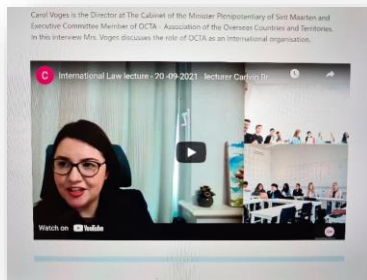 Carol Voges is the Director at The Cabinet of the Minister Plenipotentiary of Sint Maarten and
Executive Committee Member of OCTA - Association of the Overseas Countries and Territories.
In this interview Mrs. Voges discusses the role of OCTA as an international organisation.
C International Law lecture - 20 -09-2021 - lecturer Carlvin Br...
Watch on YouTube